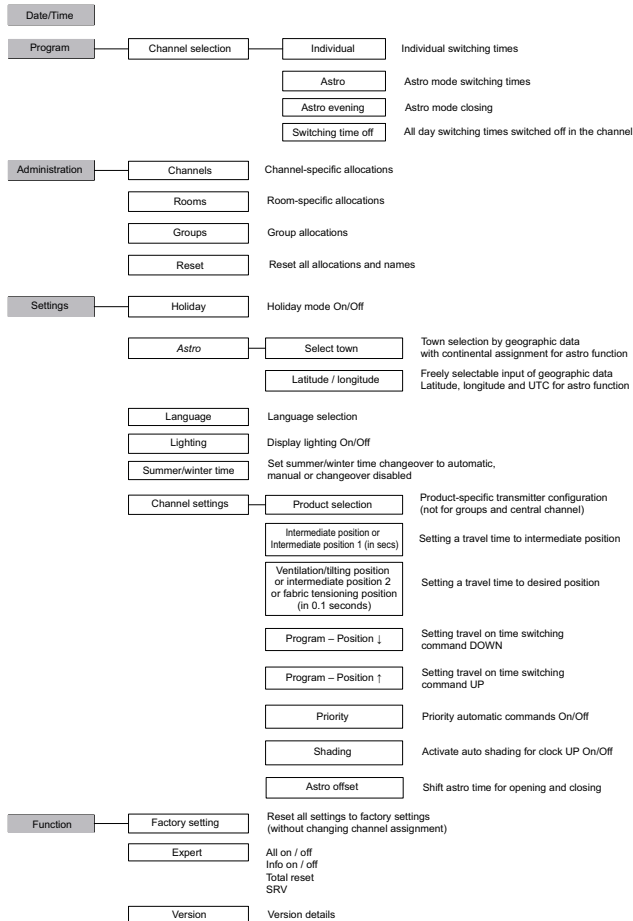 Date/Time
Program
Channel selection
Individual
Individual switching times
Astro
Astro mode switching times
Astro evening
Astro mode closing
Switching time off
All day switching times switched off in the channel
Administration
Channels
Channel-specific allocations
Rooms
Room-specific allocations
Groups
Group allocations
Reset
Reset all allocations and names
Settings
Holiday
Holiday mode On/Off
Astro
Select town
Town selection by geographic data
with continental assignment for astro function
Latitude / longitude
Freely selectable input of geographic data
Latitude, longitude and UTC for astro function
Language
Language selection
Lighting
Display lighting On/Off
Summer/winter time
Set summer/winter time changeover to automatic,
manual or changeover disabled
Channel settings
Product selection
Product-specific transmitter configuration
(not for groups and central channel)
Intermediate position or
Intermediate position 1 (in secs)
Setting a travel time to intermediate position
Ventilation/tilting position
or intermediate position 2
or fabric tensioning position
(in 0.1 seconds)
Setting a travel time to desired position
Program – Position ↓
Setting travel on time switching
command DOWN
Program – Position ↑
Setting travel on time switching
command UP
Priority
Priority automatic commands On/Off
Shading
Activate auto shading for clock UP On/Off
Astro offset
Shift astro time for opening and closing
Function
Factory setting
Reset all settings to factory settings
(without changing channel assignment)
Expert
All on / off
Info on / off
Total reset
SRV
Version
Version details